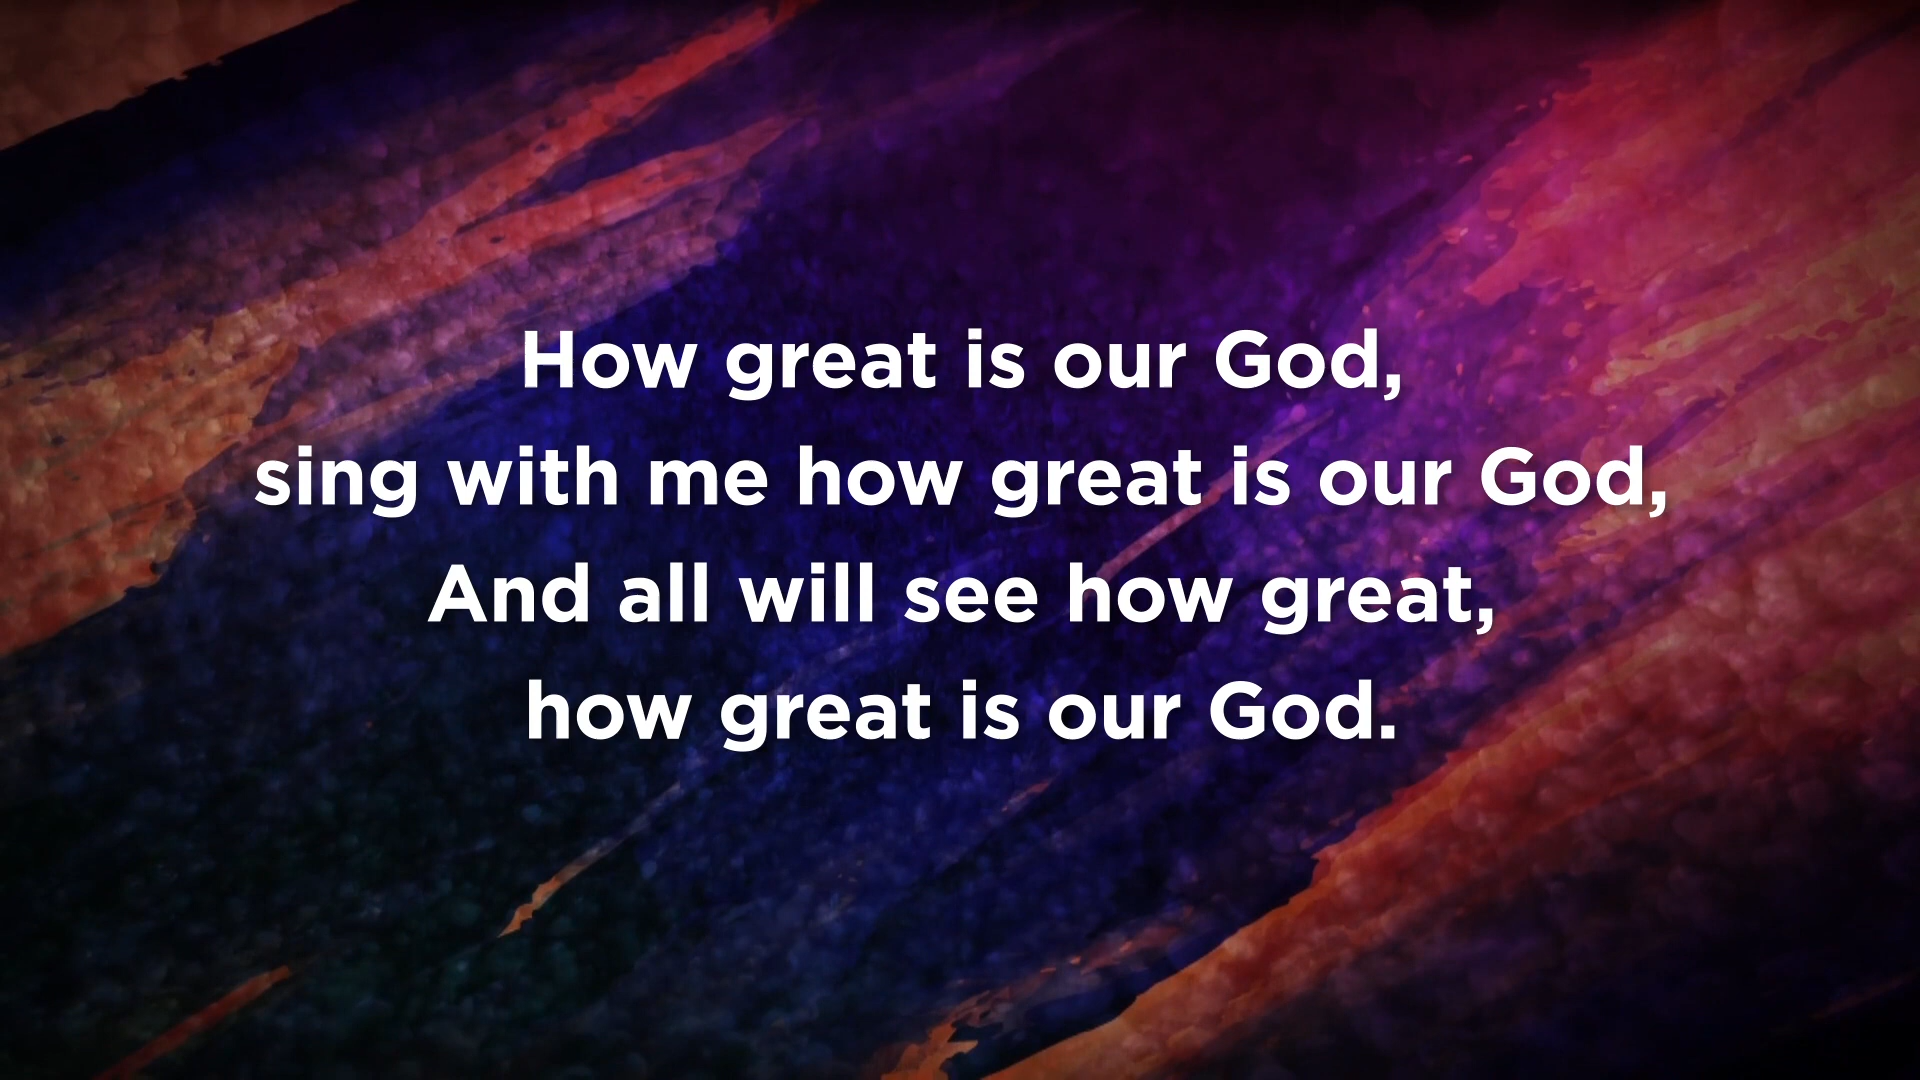 How great is our God,
sing with me how great is our God,
And all will see how great,
how great is our God.